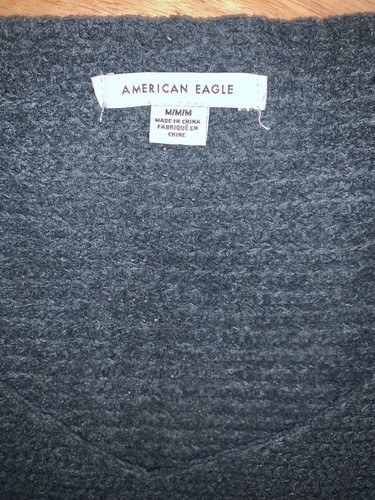 AMERICAN EAGLE
M/M/M
MADE IN CHINA
FABRIQUÉ EN
CHINE